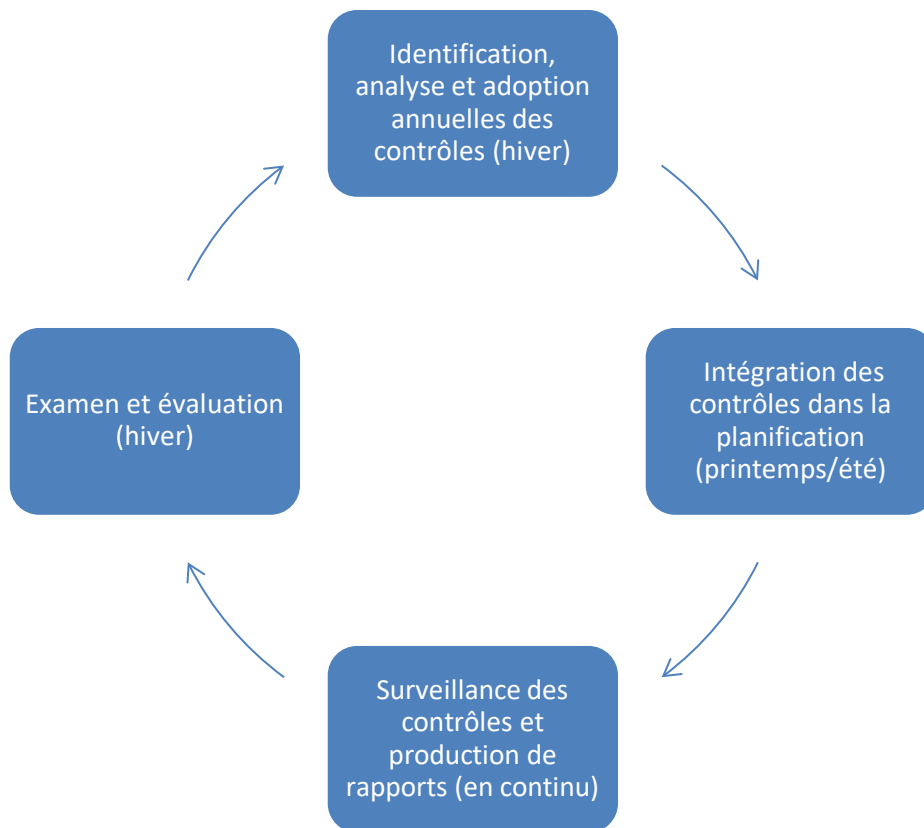 Identification,
analyse et adoption
annuelles des
contrôles (hiver)
Intégration des
contrôles dans la
planification
(printemps/été)
Surveillance des
contrôles et
production de
rapports (en continu)
Examen et évaluation
(hiver)